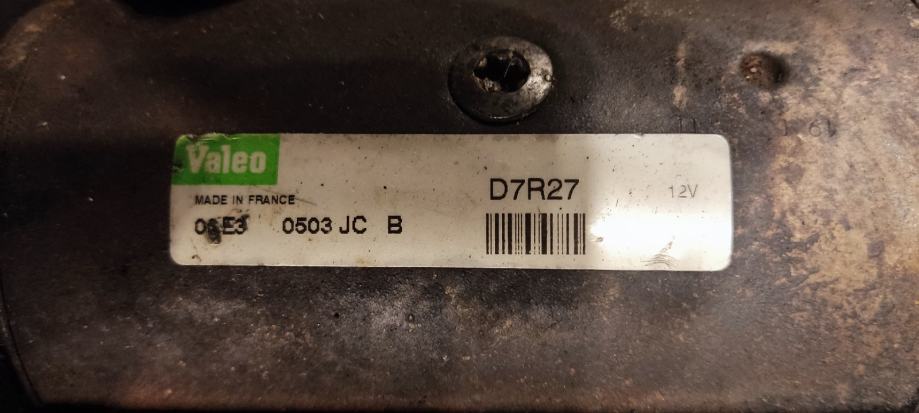 Valeo
D7R27 12V
MADE IN FRANCE
0503 JC B